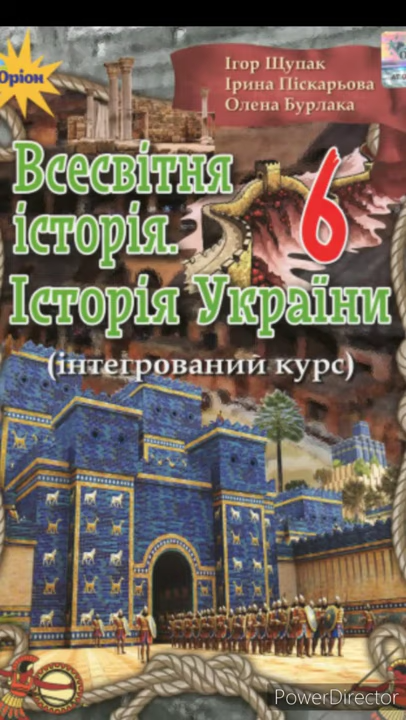 Оріон
Ігор Щупак
Ірина Піскарьова
Олена Бурлака
Всесвітня
історія.
6
Історія України
(інтегрований курс)
PowerDirector